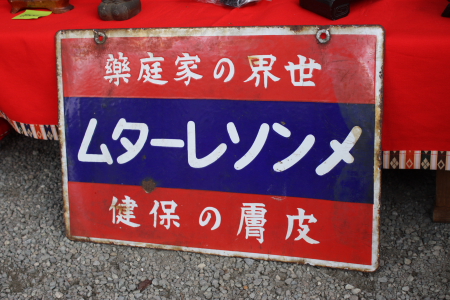 世界の家庭藥
メンソレータム
皮膚の保健